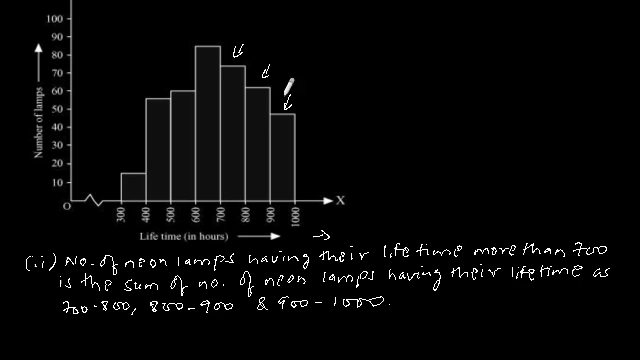 100
90
80
70
60
50
40
30
20
10
O
Number of lamps
300
400
500
600
700
800
900
1000
X
Life time (in hours)
(ii) No. of neon lamps having their life time more than 700
is the sum of no. of neon lamps having their lifetime as
700-800, 800-900 & 900-1000.